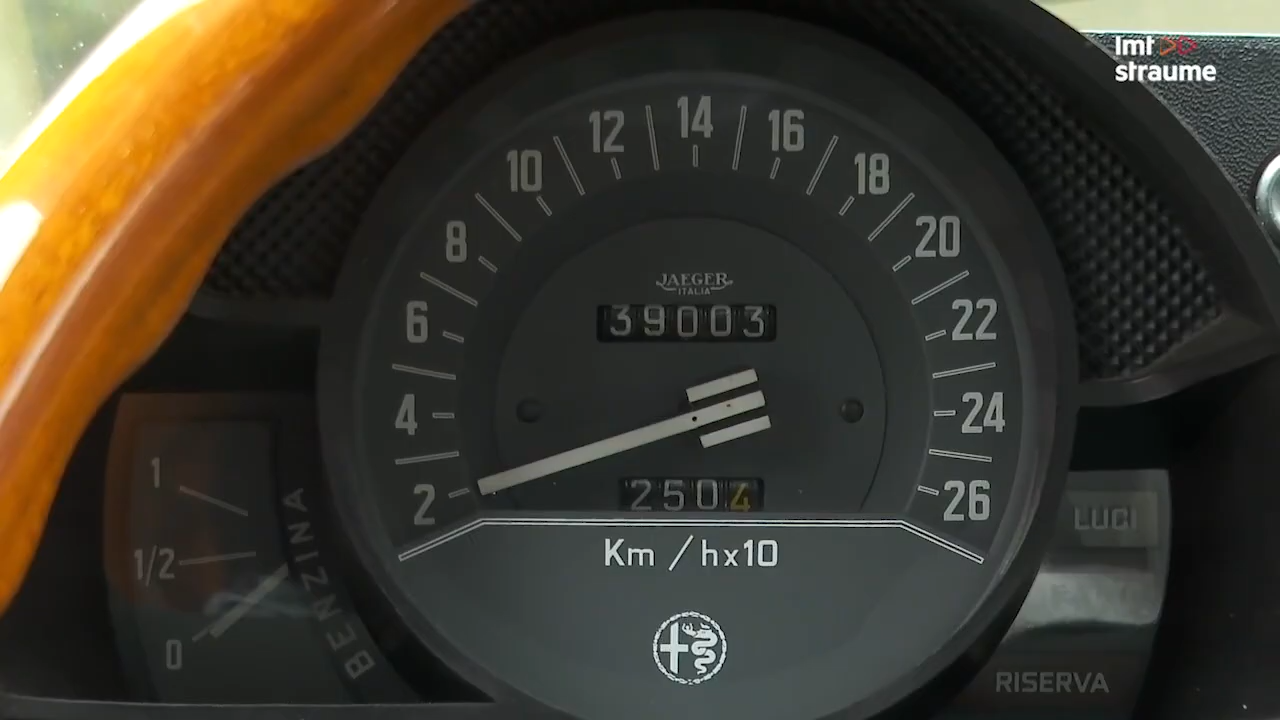 lmt
straume
2 4 6 8 10 12 14 16 18 20 22 24 26
JAEGER
ITALIA
39003
2504
Km / hx10
1
1/2
0
BENZINA
LUCI
RISERVA